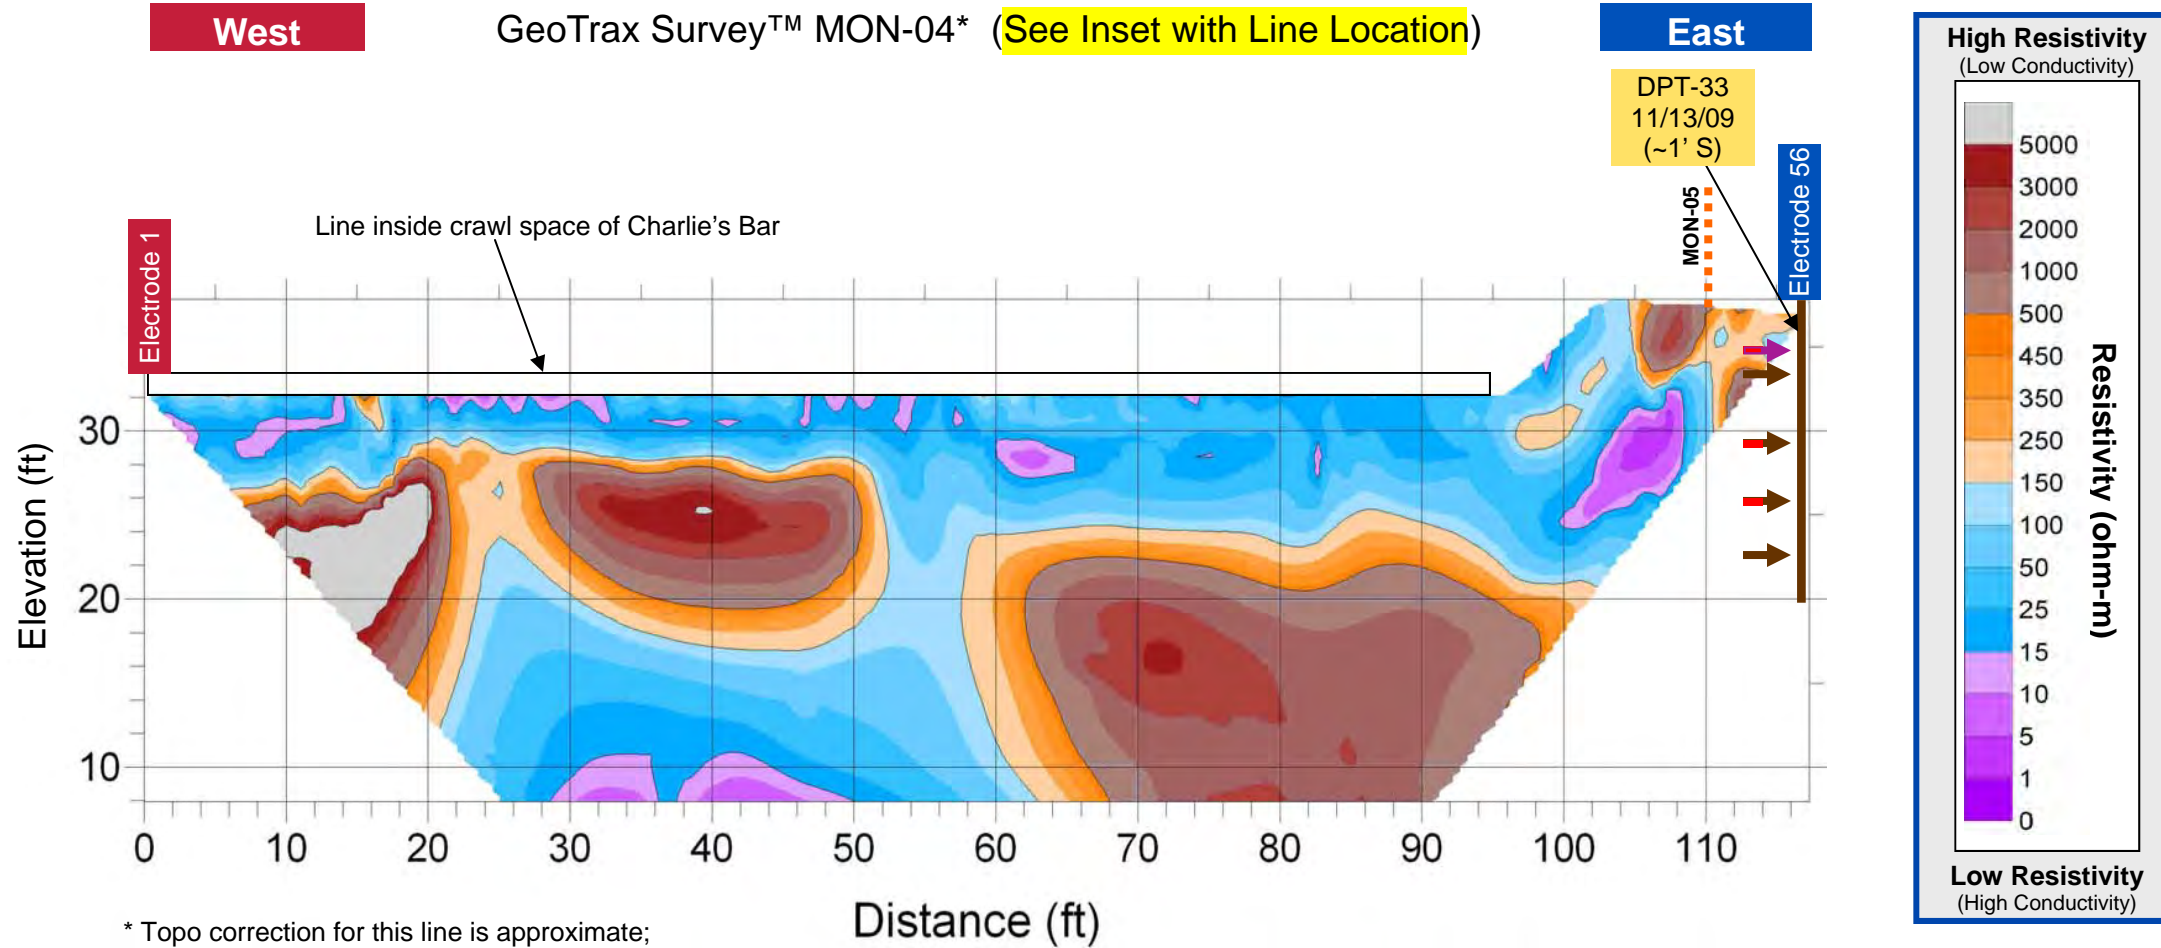 West
GeoTrax Survey™ MON-04* (See Inset with Line Location)
East
DPT-33
11/13/09
(~1' S)
MON-05
Electrode 56
Electrode 1
Line inside crawl space of Charlie's Bar
Elevation (ft)
30
20
10
0 10 20 30 40 50 60 70 80 90 100 110
Distance (ft)
* Topo correction for this line is approximate;
High Resistivity
(Low Conductivity)
5000
3000
2000
1000
500
450
350
250
150
100
50
25
15
10
5
1
0
Resistivity (ohm-m)
Low Resistivity
(High Conductivity)